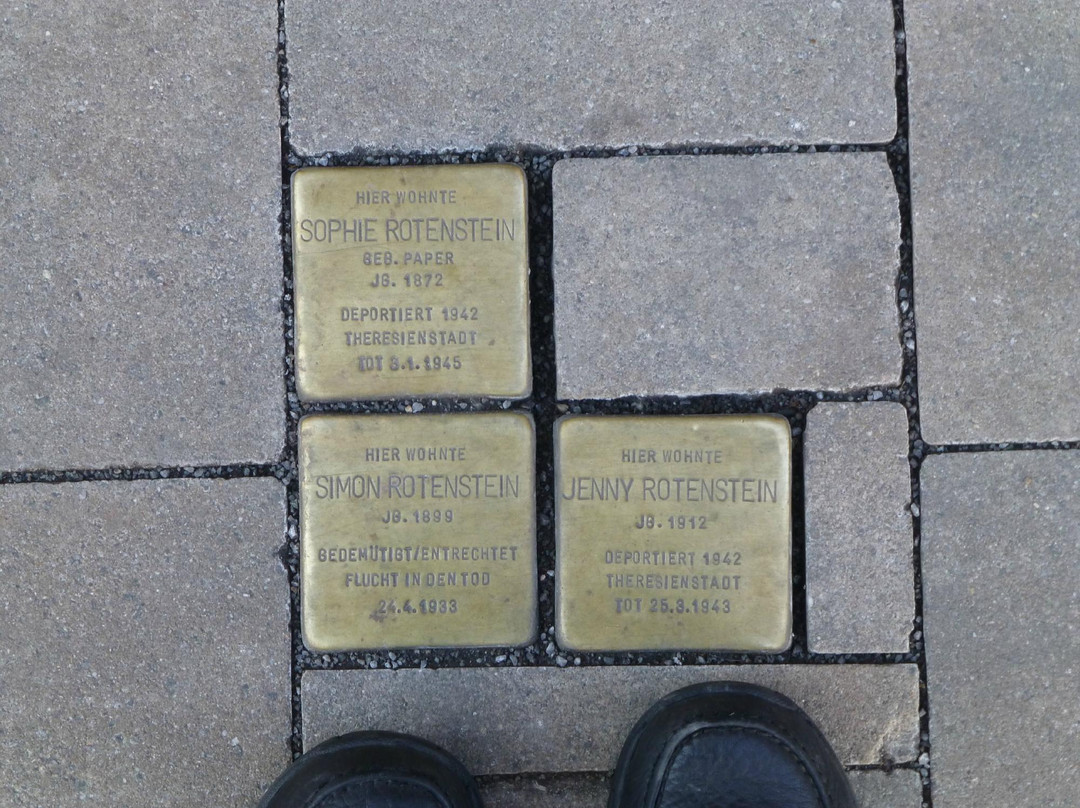 HIER WOHNTE
SOPHIE ROTENSTEIN
GEB. PAPER
JG. 1872
DEPORTIERT 1942
THERESIENSTADT
TOT 3.1.1945
HIER WOHNTE
SIMON ROTENSTEIN
JG. 1899
GEDEMÜTIGT/ENTRECHTET
FLUCHT IN DEN TOD
24.4.1933
HIER WOHNTE
JENNY ROTENSTEIN
JG. 1912
DEPORTIERT 1942
THERESIENSTADT
TOT 25.3.1943